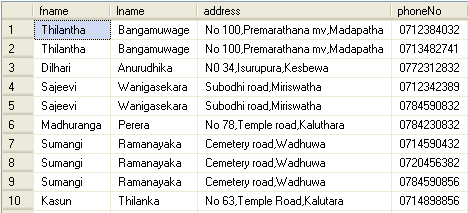 fname lname address phoneNo
1 Thilantha Bangamuwage No 100,Premarathana mv,Madapatha 0712384032
2 Thilantha Bangamuwage No 100,Premarathana mv,Madapatha 0713482741
3 Dilhari Anurudhika N0 34,Isurupura,Kesbewa 0772312832
4 Sajeevi Wanigasekara Subodhi road,Miriswatha 0712342389
5 Sajeevi Wanigasekara Subodhi road,Miriswatha 0784590832
6 Madhuranga Perera No 78,Temple road,Kaluthara 0784230832
7 Sumangi Ramanayaka Cemetery road,Wadhuwa 0714590432
8 Sumangi Ramanayaka Cemetery road,Wadhuwa 0720456382
9 Sumangi Ramanayaka Cemetery road,Wadhuwa 0784590856
10 Kasun Thilanka No 63,Temple Road,Kalutara 0714898856